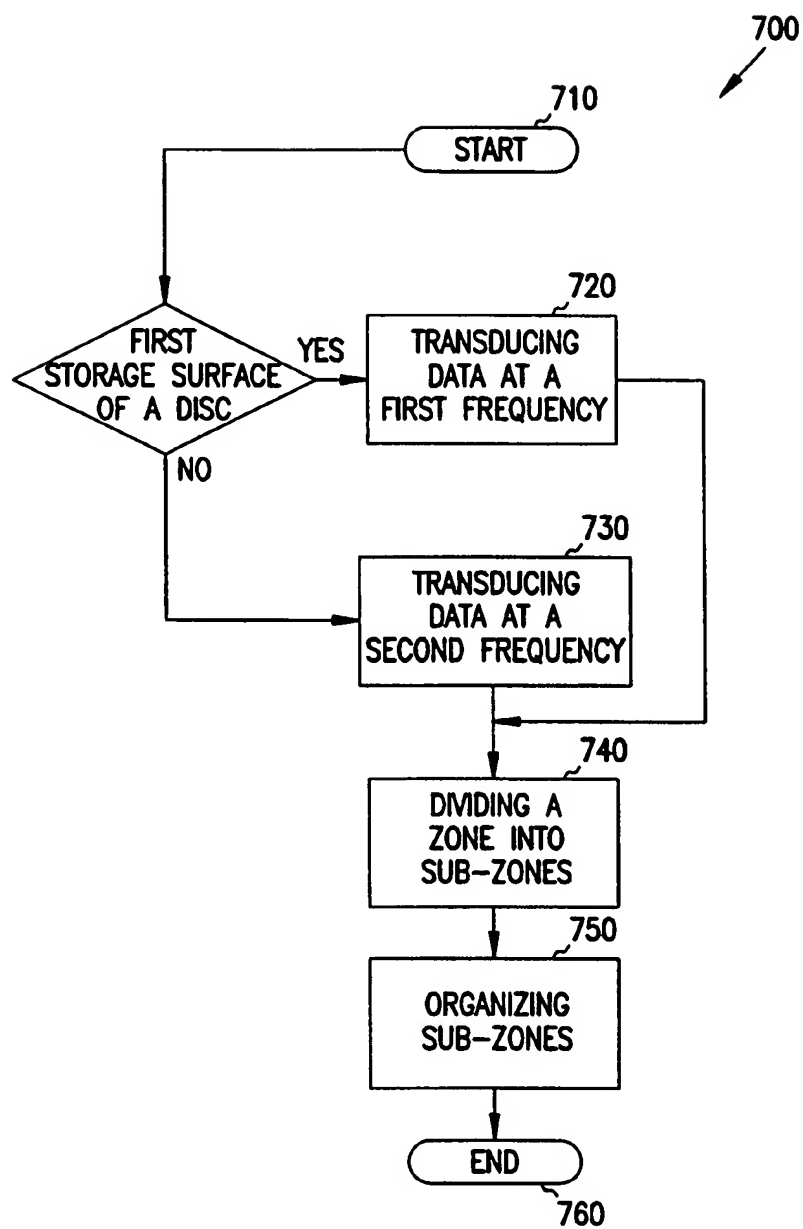 700
710
START
FIRST
STORAGE SURFACE
OF A DISC
YES
NO
720
TRANSDUCING
DATA AT A
FIRST FREQUENCY
730
TRANSDUCING
DATA AT A
SECOND FREQUENCY
740
DIVIDING A
ZONE INTO
SUB-ZONES
750
ORGANIZING
SUB-ZONES
END
760